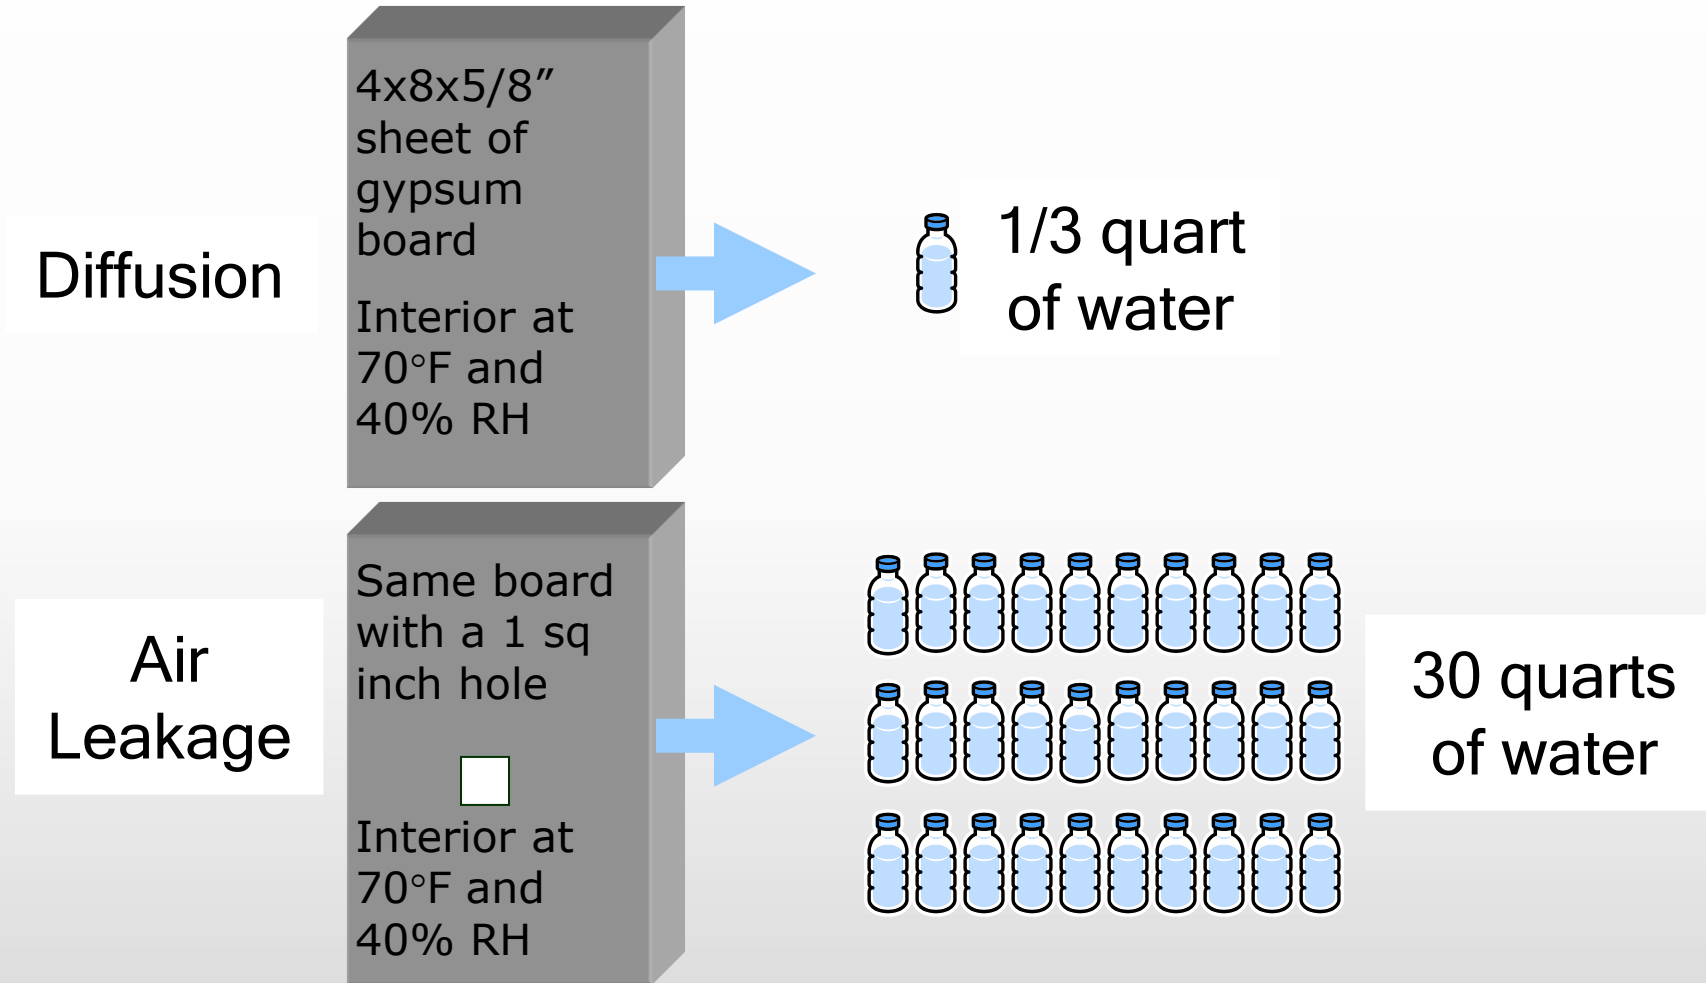 Diffusion
4x8x5/8”
sheet of
gypsum
board
Interior at
70°F and
40% RH
1/3 quart
of water
Air
Leakage
Same board
with a 1 sq
inch hole
Interior at
70°F and
40% RH
30 quarts
of water